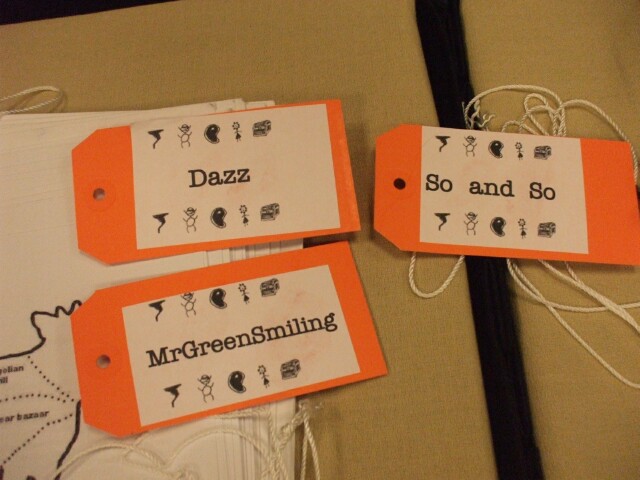 Dazz
So and So
MrGreenSmiling
bazaar